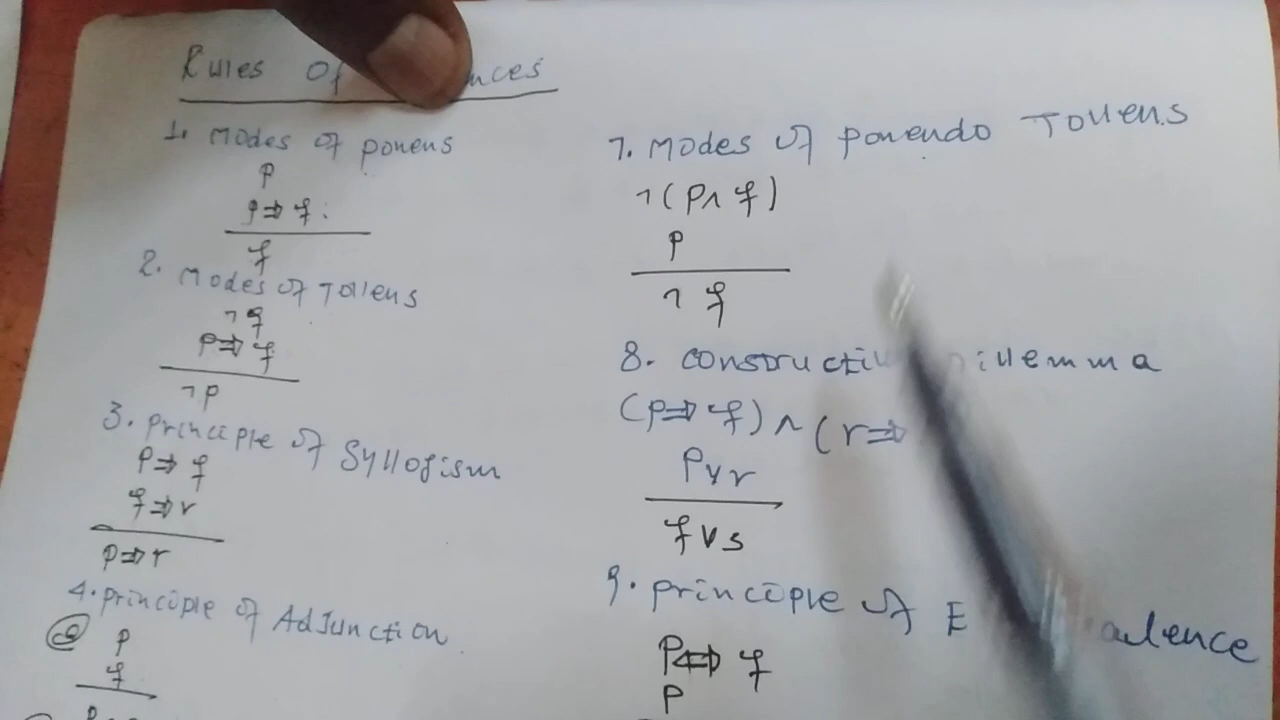 Rules Of
1. Modes of ponens
p
p⇒q.
q
2. Modes of Tollens
¬q
p⇒q
¬p
3. principle of Syllogism
p⇒q
q⇒r
p⇒r
4. principle of AdJunction
a p
q
7. Modes of ponendo Tollens
¬(p∧q)
p
¬q
8. Dillemma
(p⇒q)∧(r⇒
p∨r
q∨s
9. principle of
p⇔q
p